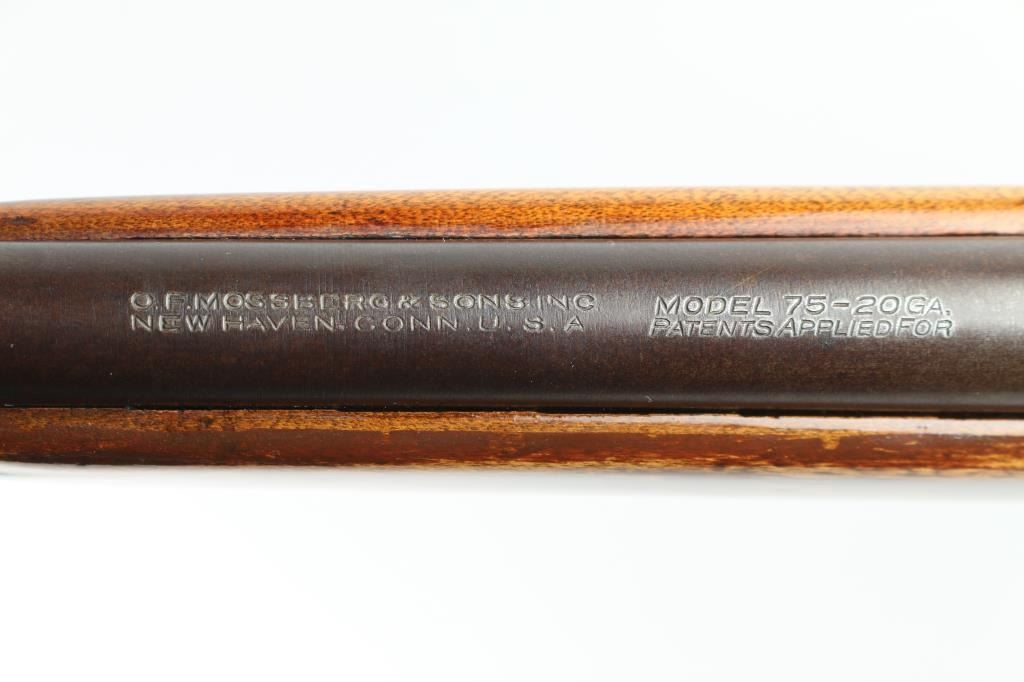 O.F. MOSSBERG & SONS. INC
NEW HAVEN. CONN. U. S. A
MODEL 75-20GA.
PATENTS APPLIED FOR